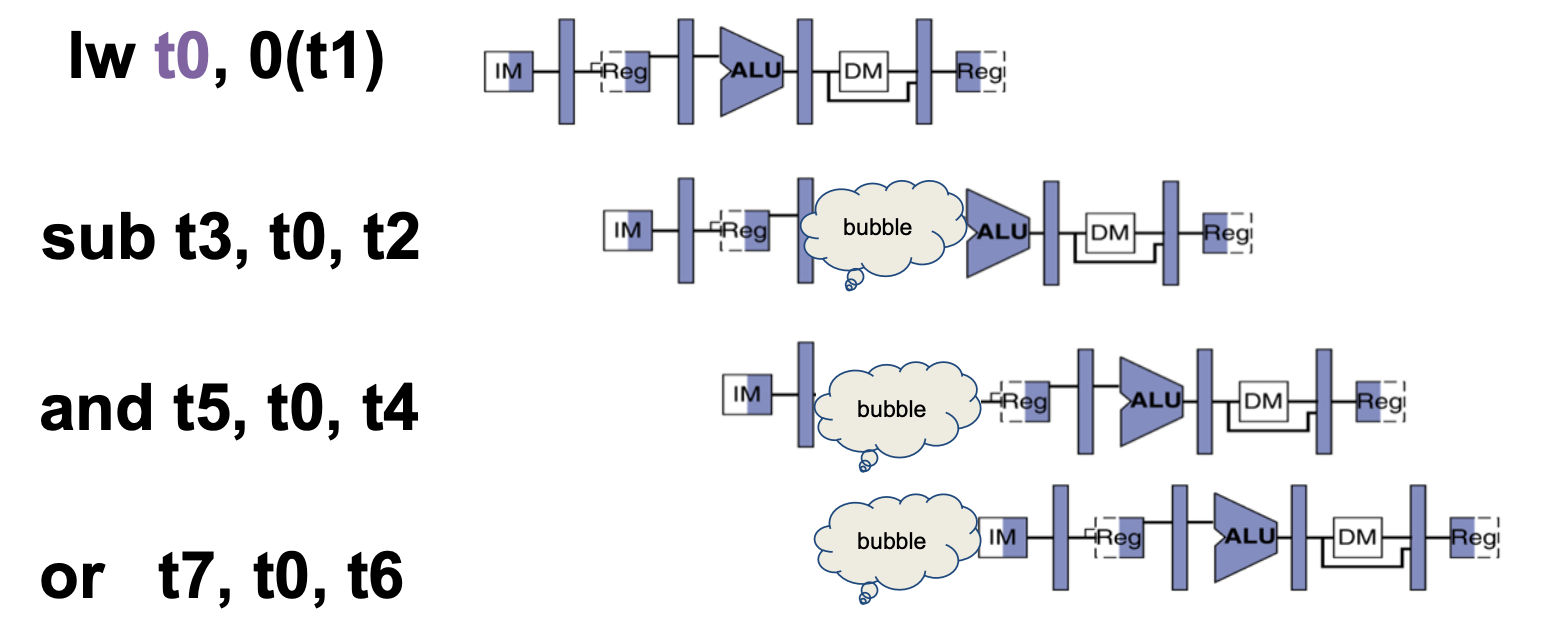 lw t0, 0(t1) IM Reg ALU DM Reg
sub t3, t0, t2 IM Reg bubble ALU DM Reg
and t5, t0, t4 IM bubble Reg ALU DM Reg
or t7, t0, t6 bubble IM Reg ALU DM Reg